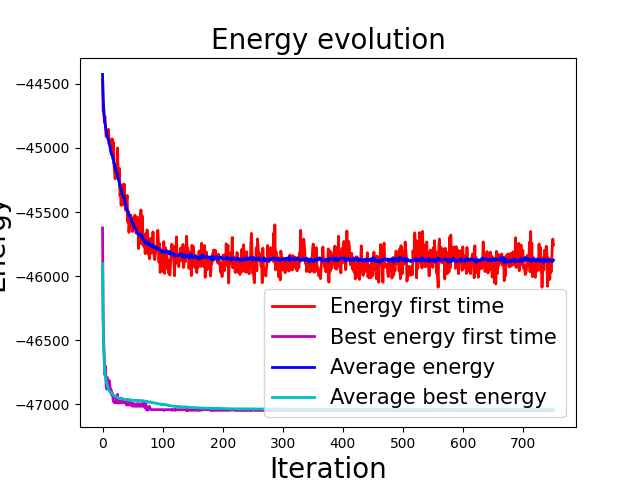 Energy evolution
Energy
−44500
−45000
−45500
−46000
−46500
−47000
0 100 200 300 400 500 600 700
Iteration
Energy first time
Best energy first time
Average energy
Average best energy